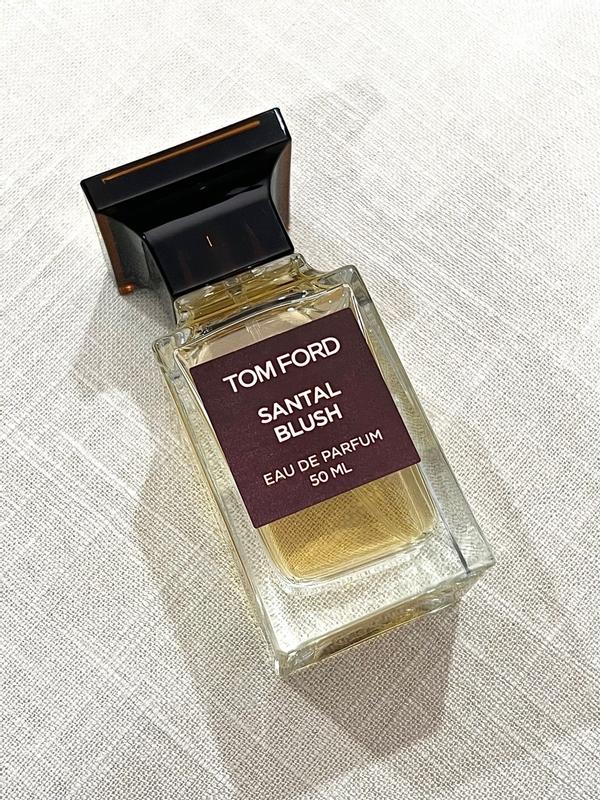 TOM FORD
SANTAL
BLUSH
EAU DE PARFUM
50 ML